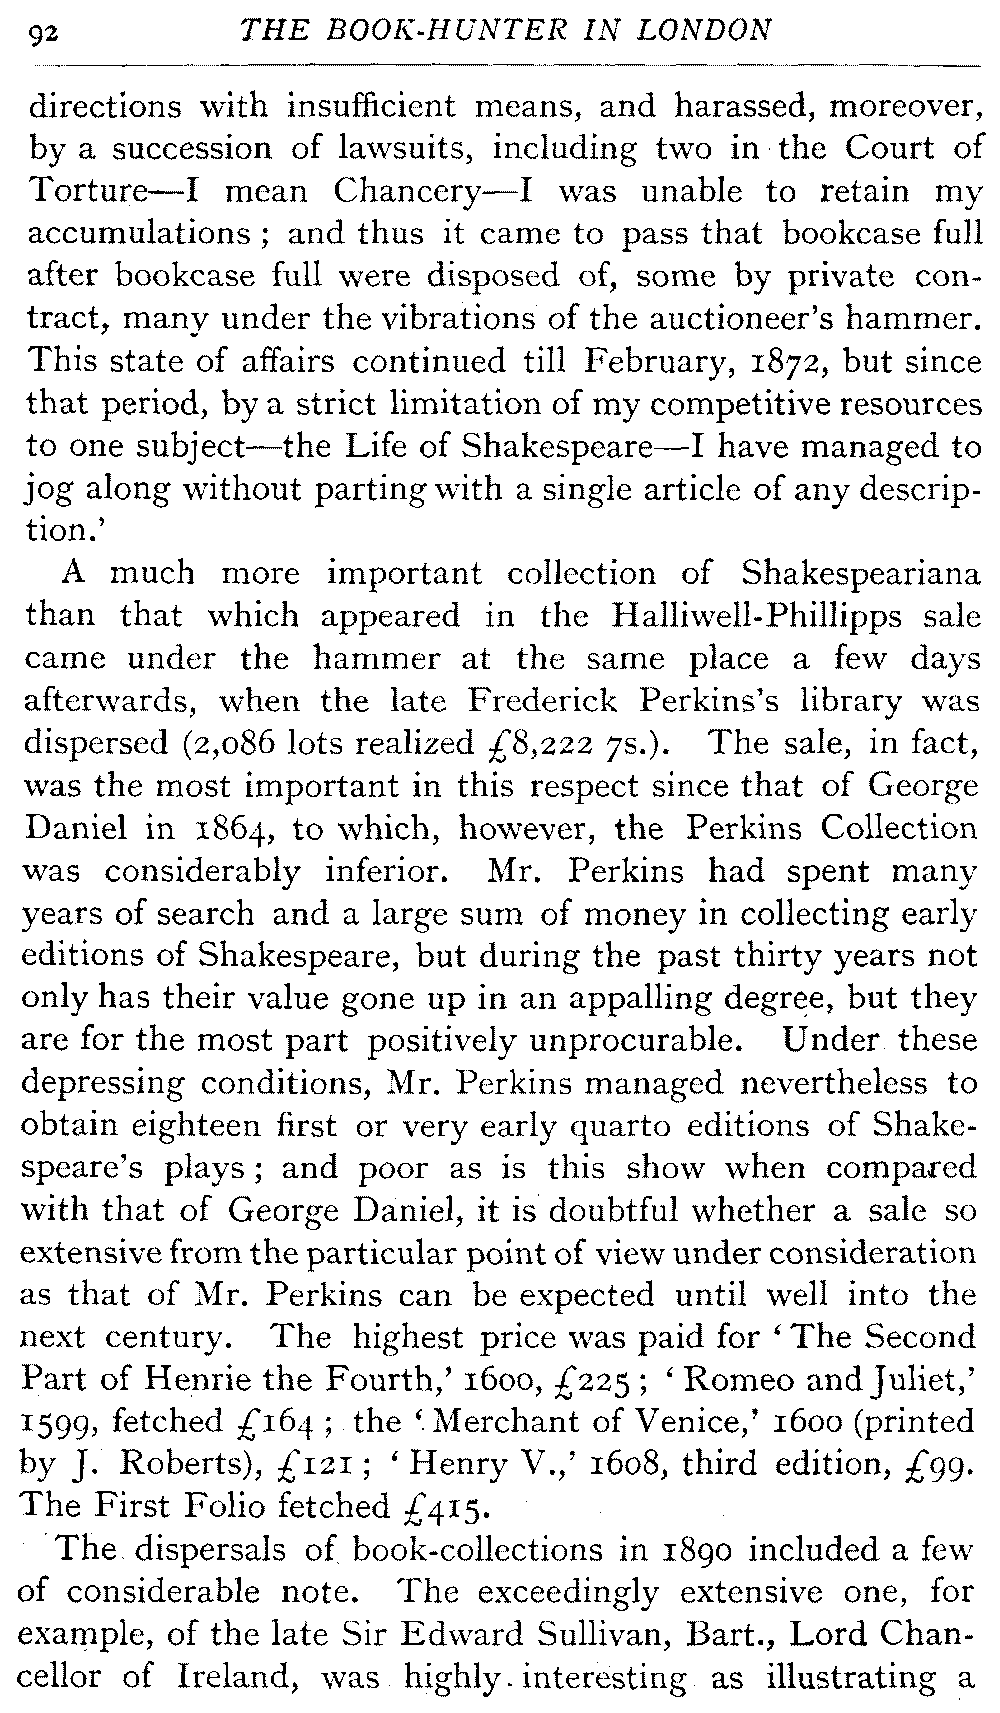 92 THE BOOK-HUNTER IN LONDON
directions with insufficient means, and harassed, moreover,
by a succession of lawsuits, including two in the Court of
Torture—I mean Chancery—I was unable to retain my
accumulations ; and thus it came to pass that bookcase full
after bookcase full were disposed of, some by private con-
tract, many under the vibrations of the auctioneer's hammer.
This state of affairs continued till February, 1872, but since
that period, by a strict limitation of my competitive resources
to one subject—the Life of Shakespeare—I have managed to
jog along without parting with a single article of any descrip-
tion.'
A much more important collection of Shakespeariana
than that which appeared in the Halliwell-Phillipps sale
came under the hammer at the same place a few days
afterwards, when the late Frederick Perkins's library was
dispersed (2,086 lots realized £8,222 7s.). The sale, in fact,
was the most important in this respect since that of George
Daniel in 1864, to which, however, the Perkins Collection
was considerably inferior. Mr. Perkins had spent many
years of search and a large sum of money in collecting early
editions of Shakespeare, but during the past thirty years not
only has their value gone up in an appalling degree, but they
are for the most part positively unprocurable. Under these
depressing conditions, Mr. Perkins managed nevertheless to
obtain eighteen first or very early quarto editions of Shake-
speare's plays ; and poor as is this show when compared
with that of George Daniel, it is doubtful whether a sale so
extensive from the particular point of view under consideration
as that of Mr. Perkins can be expected until well into the
next century. The highest price was paid for ‘ The Second
Part of Henrie the Fourth,’ 1600, £225 ; ‘ Romeo and Juliet,’
1599, fetched £164 ; the ‘ Merchant of Venice,’ 1600 (printed
by J. Roberts), £121 ; ‘ Henry V.,’ 1608, third edition, £99.
The First Folio fetched £415.
The dispersals of book-collections in 1890 included a few
of considerable note. The exceedingly extensive one, for
example, of the late Sir Edward Sullivan, Bart., Lord Chan-
cellor of Ireland, was highly interesting as illustrating a